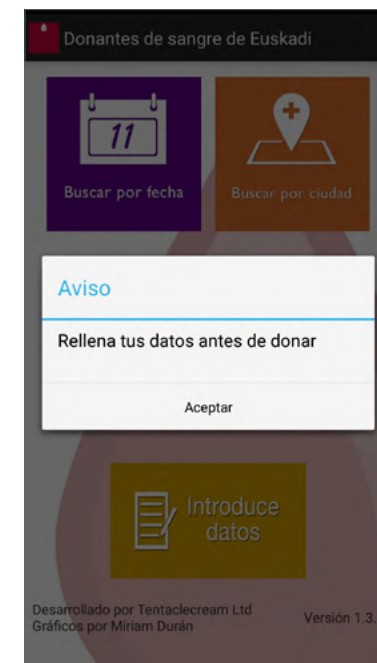 Donantes de sangre de Euskadi
11
Buscar por fecha
Buscar por ciudad
Aviso
Rellena tus datos antes de donar
Aceptar
Introduce
datos
Desarrollado por Tentaclecream Ltd
Gráficos por Miriam Durán
Versión 1.3.